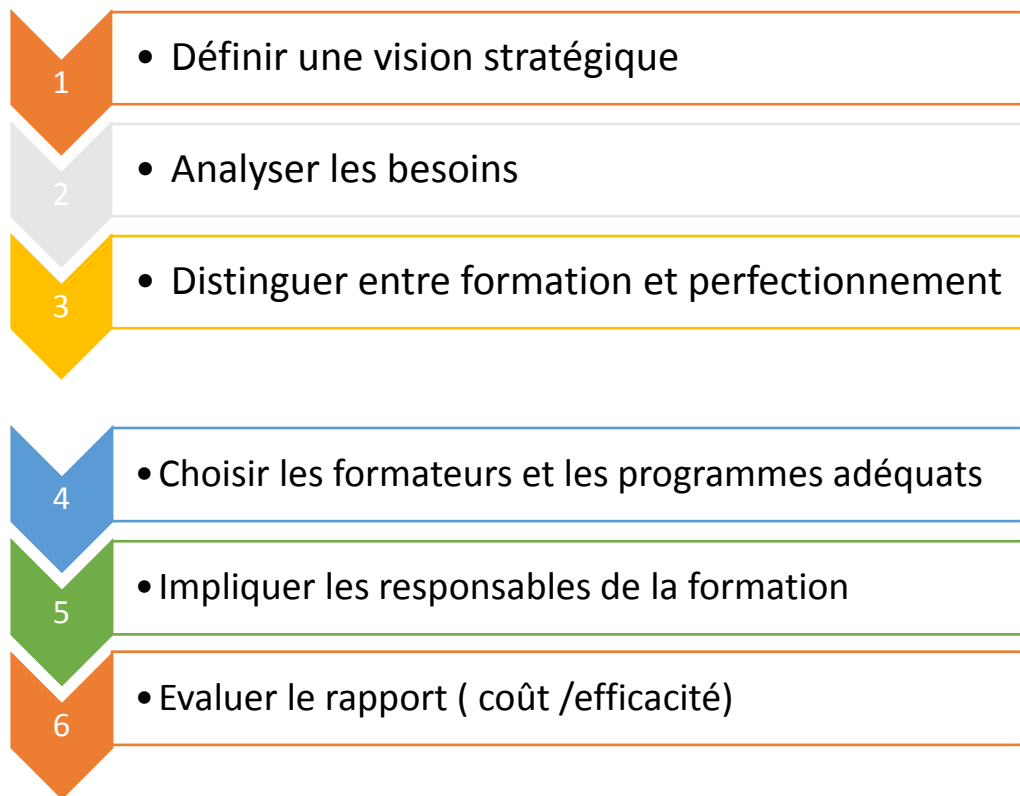 1
• Définir une vision stratégique
2
• Analyser les besoins
3
• Distinguer entre formation et perfectionnement
4
• Choisir les formateurs et les programmes adéquats
5
• Impliquer les responsables de la formation
6
• Evaluer le rapport ( coût /efficacité)